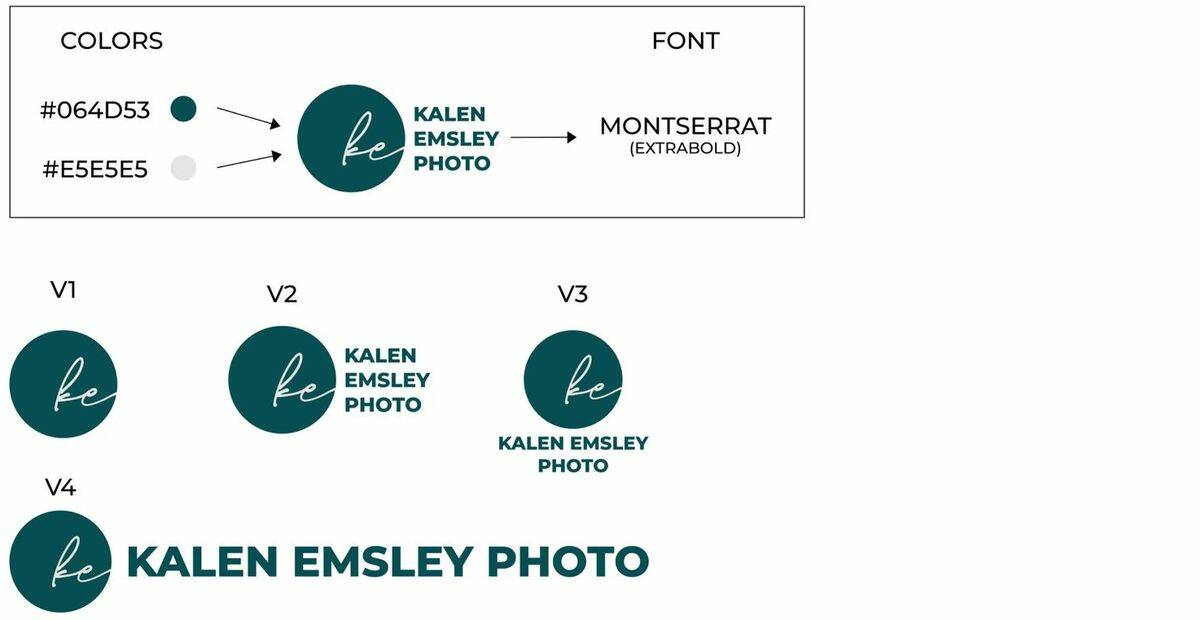 COLORS
FONT
#064D53
#E5E5E5
ke
KALEN
EMSLEY
PHOTO
MONTSERRAT
(EXTRABOLD)
V1
V2
V3
ke
ke
KALEN
EMSLEY
PHOTO
ke
KALEN EMSLEY
PHOTO
V4
ke
KALEN EMSLEY PHOTO